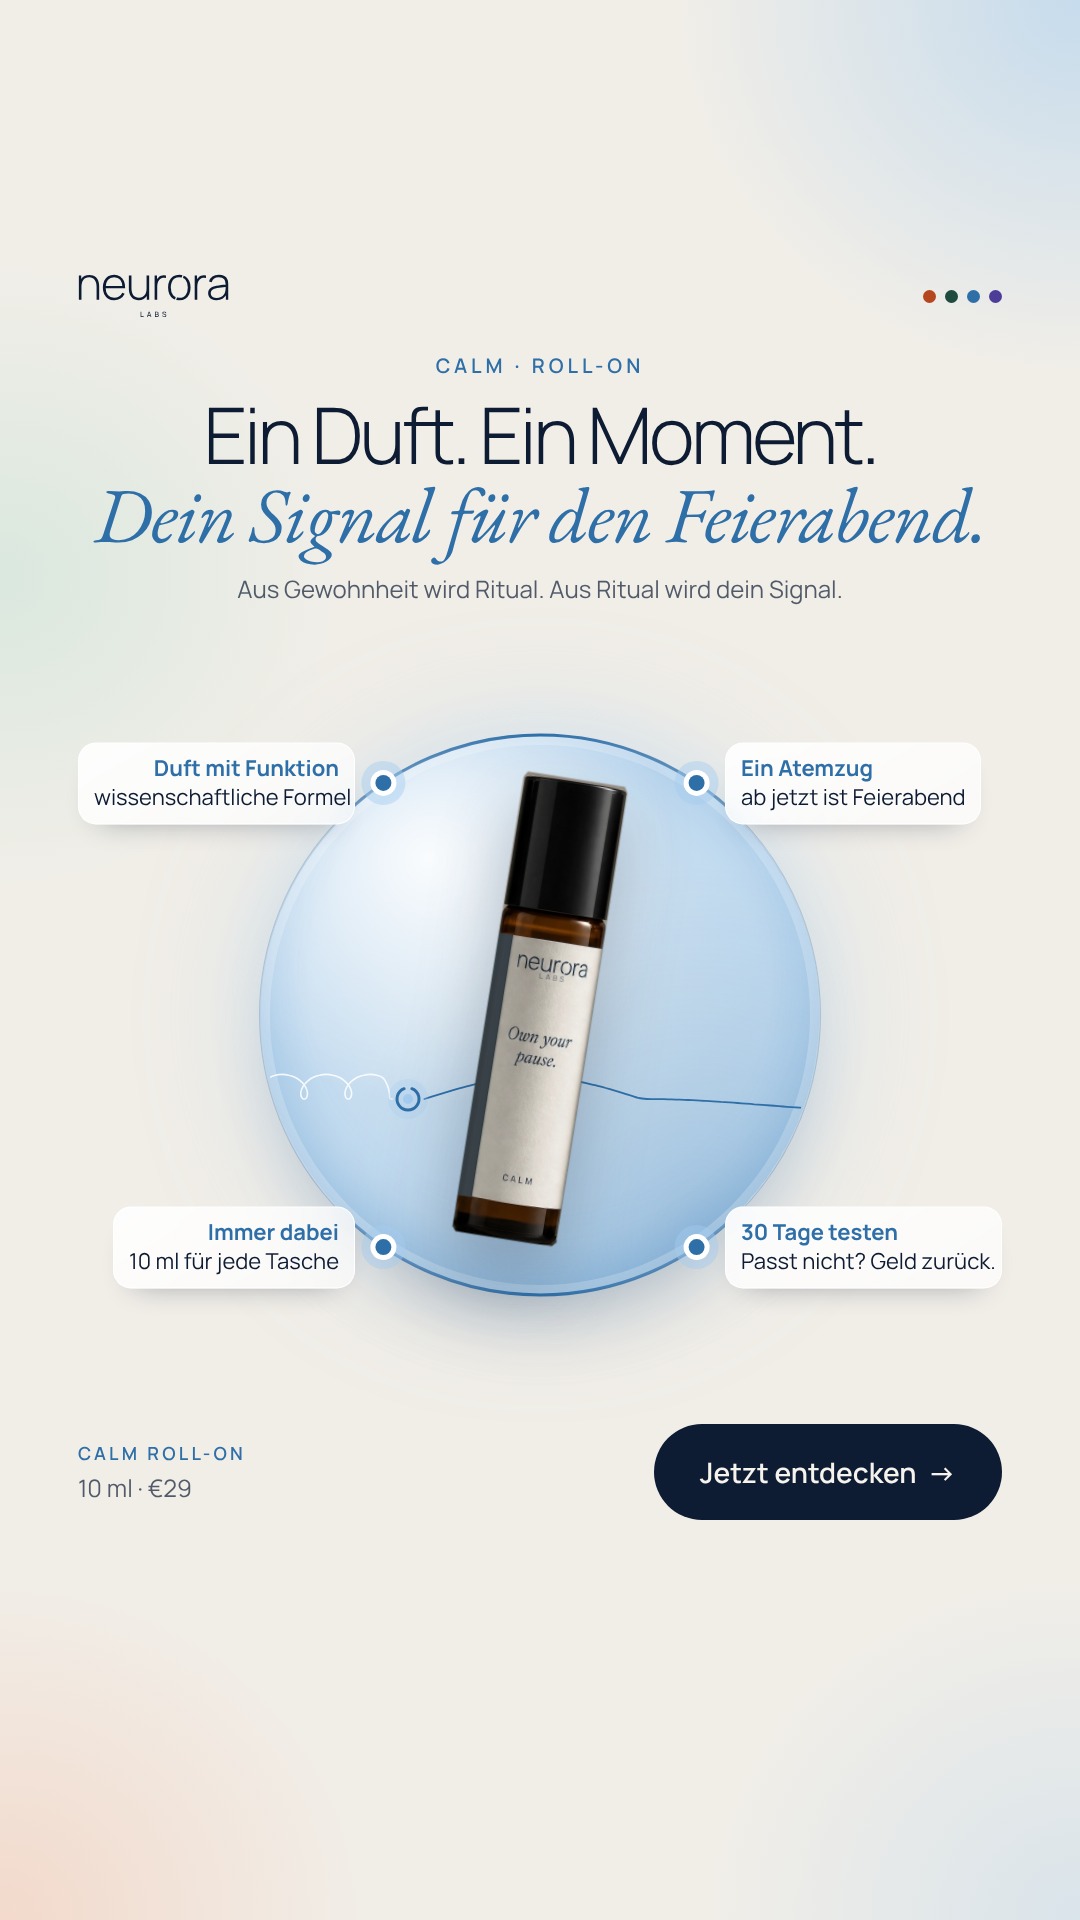 neurora
LABS
CALM · ROLL-ON
Ein Duft. Ein Moment.
Dein Signal für den Feierabend.
Aus Gewohnheit wird Ritual. Aus Ritual wird dein Signal.
Duft mit Funktion
wissenschaftliche Formel
Ein Atemzug
ab jetzt ist Feierabend
neurora
LABS
Own your
pause.
CALM
Immer dabei
10 ml für jede Tasche
30 Tage testen
Passt nicht? Geld zurück.
CALM ROLL-ON
10 ml · €29
Jetzt entdecken →